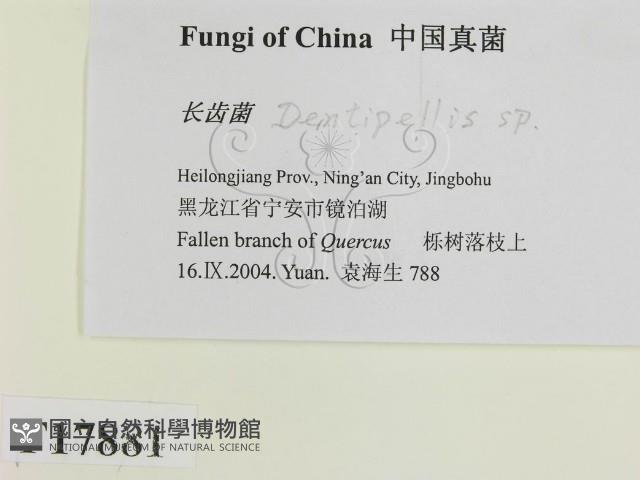 Fungi of China 中国真菌
长齿菌 Dentipellis sp.
Heilongjiang Prov., Ning'an City, Jingbohu
黑龙江省宁安市镜泊湖
Fallen branch of Quercus 栎树落枝上
16.Ⅸ.2004. Yuan. 袁海生 788
國立自然科學博物館
NATIONAL MUSEUM OF NATURAL SCIENCE